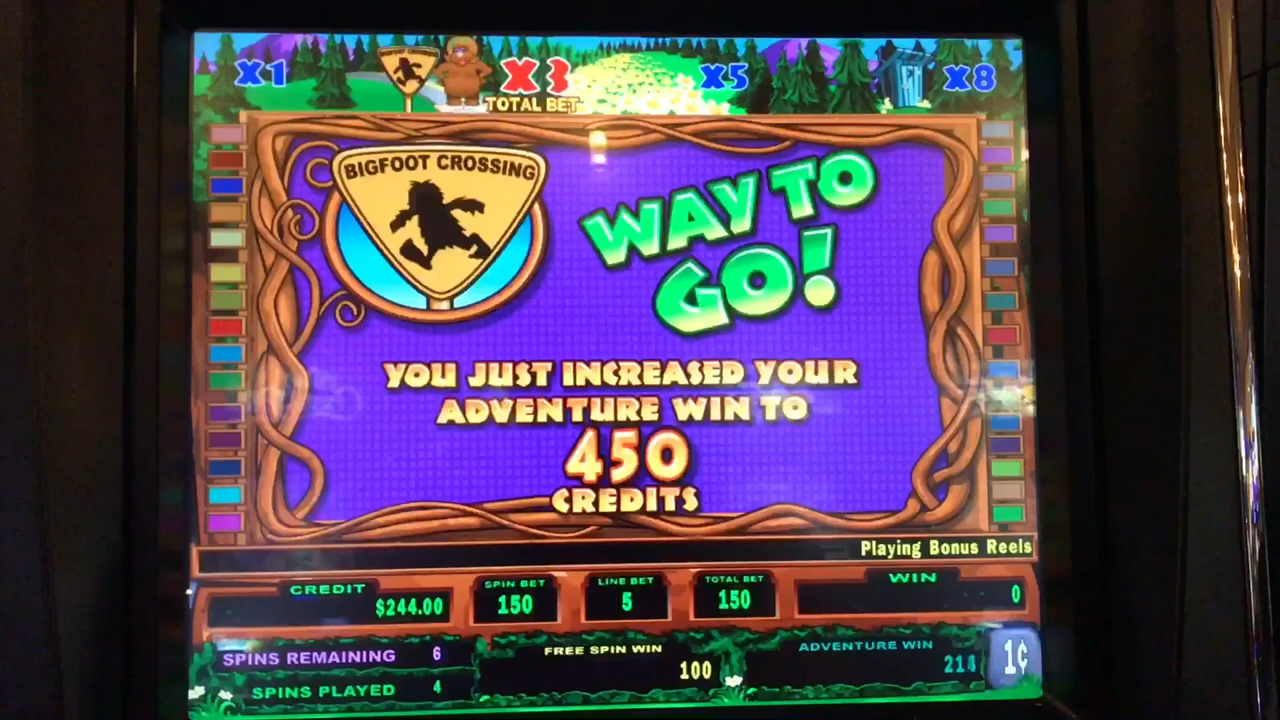 X1 X3 X5 X8
TOTAL BET
BIGFOOT CROSSING
WAY TO
GO!
YOU JUST INCREASED YOUR
ADVENTURE WIN TO
450
CREDITS
Playing Bonus Reels
CREDIT SPIN BET LINE BET TOTAL BET WIN
$244.00 150 5 150 0
SPINS REMAINING 6 FREE SPIN WIN ADVENTURE WIN 1¢
SPINS PLAYED 4 100